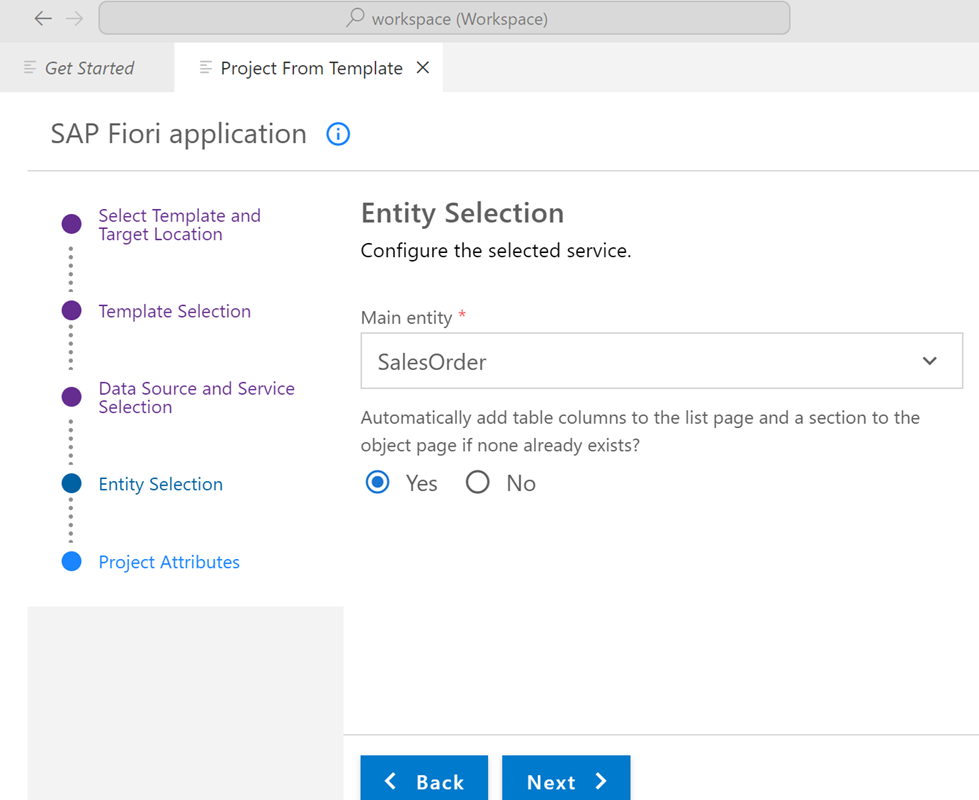 workspace (Workspace)
Get Started
Project From Template
SAP Fiori application
Select Template and
Target Location
Template Selection
Data Source and Service
Selection
Entity Selection
Project Attributes
Entity Selection
Configure the selected service.
Main entity *
SalesOrder
Automatically add table columns to the list page and a section to the
object page if none already exists?
Yes No
Back Next